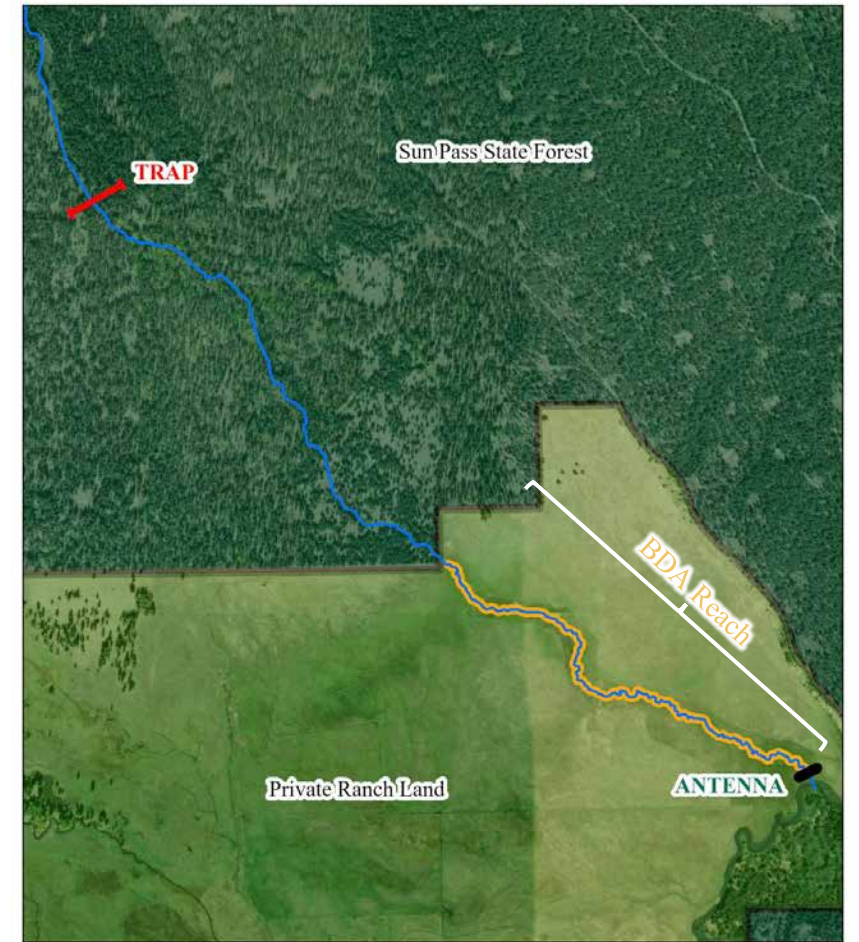 Sun Pass State Forest
TRAP
BDA Reach
Private Ranch Land
ANTENNA